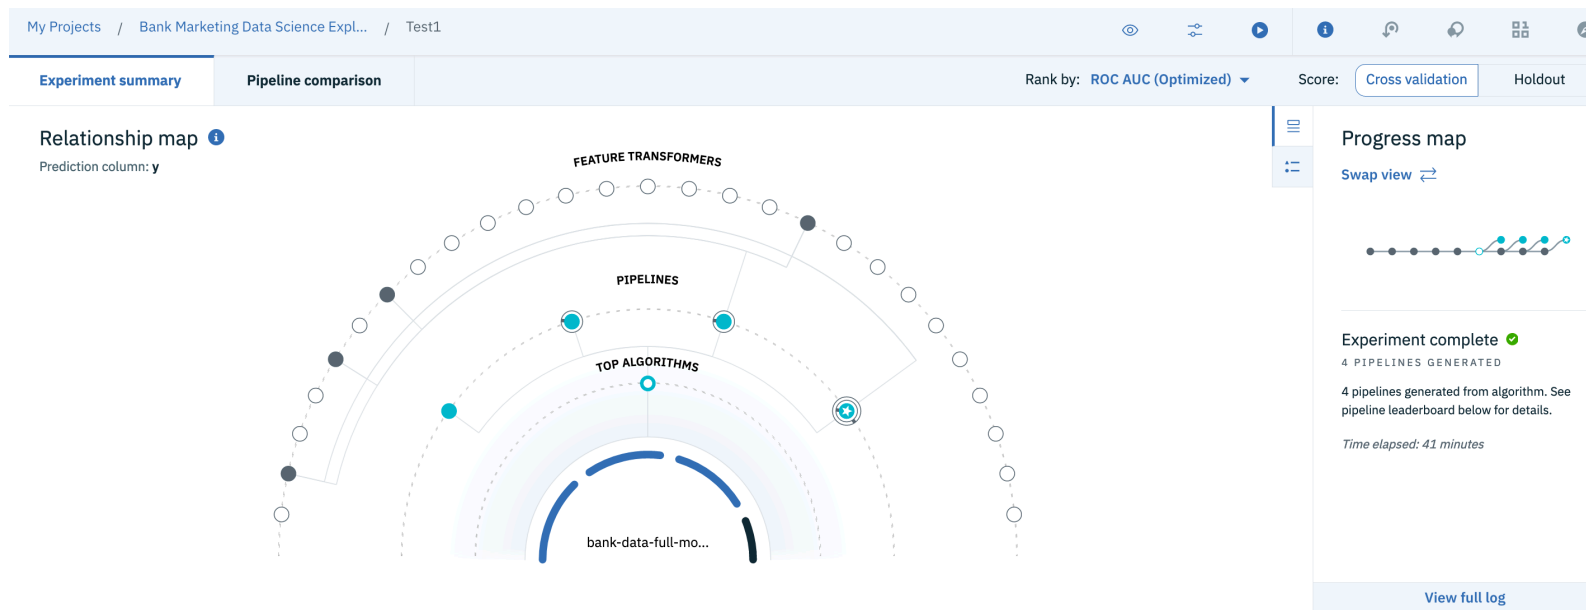 My Projects / Bank Marketing Data Science Expl... / Test1
Experiment summary
Pipeline comparison
Rank by: ROC AUC (Optimized)
Score: Cross validation Holdout
Relationship map
Prediction column: y
FEATURE TRANSFORMERS
PIPELINES
TOP ALGORITHMS
bank-data-full-mo...
Progress map
Swap view
Experiment complete
4 PIPELINES GENERATED
4 pipelines generated from algorithm. See
pipeline leaderboard below for details.
Time elapsed: 41 minutes
View full log